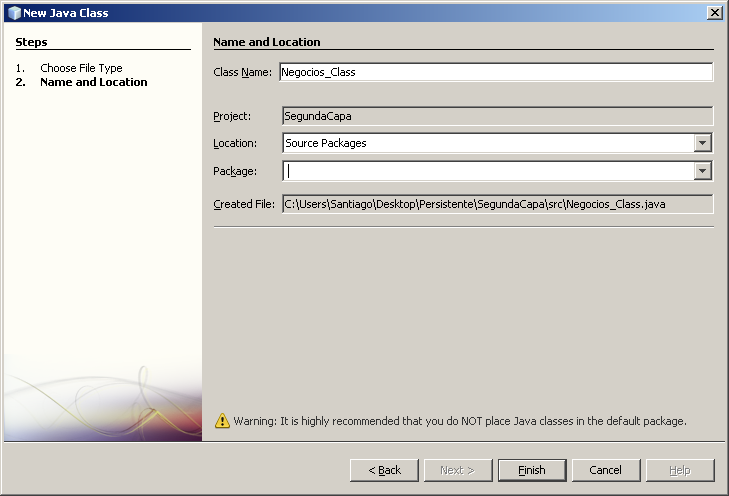 New Java Class
Steps
1. Choose File Type
2. Name and Location
Name and Location
Class Name: Negocios_Class
Project: SegundaCapa
Location: Source Packages
Package:
Created File: C:\Users\Santiago\Desktop\Persistente\SegundaCapa\src\Negocios_Class.java
Warning: It is highly recommended that you do NOT place Java classes in the default package.
< Back Next > Finish Cancel Help